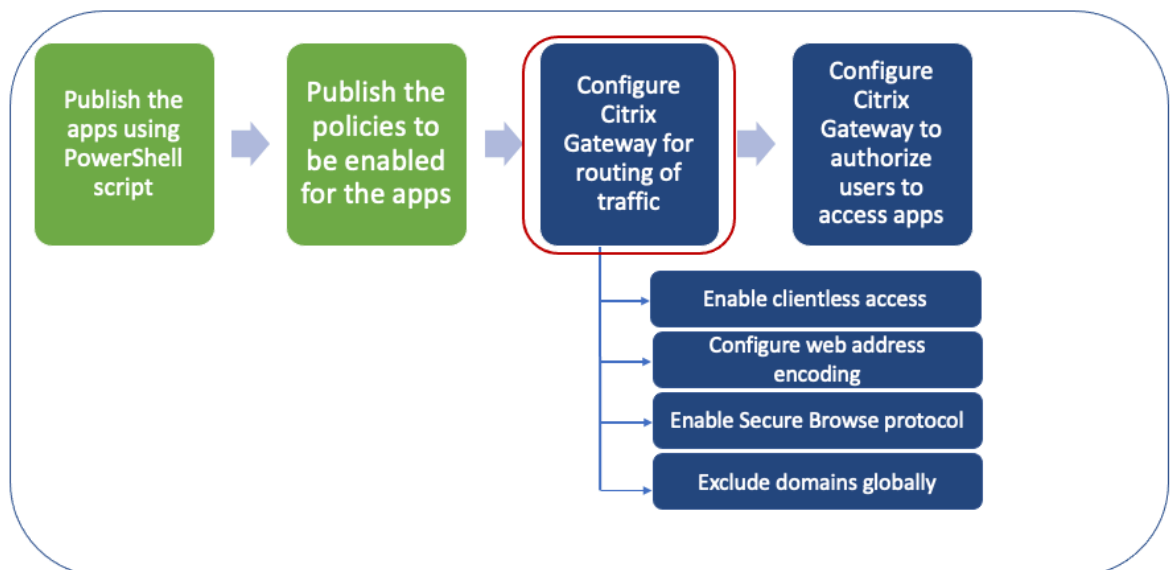 Publish the
apps using
PowerShell
script
Publish the
policies to
be enabled
for the apps
Configure
Citrix
Gateway for
routing of
traffic
Configure
Citrix
Gateway to
authorize
users to
access apps
Enable clientless access
Configure web address
encoding
Enable Secure Browse protocol
Exclude domains globally